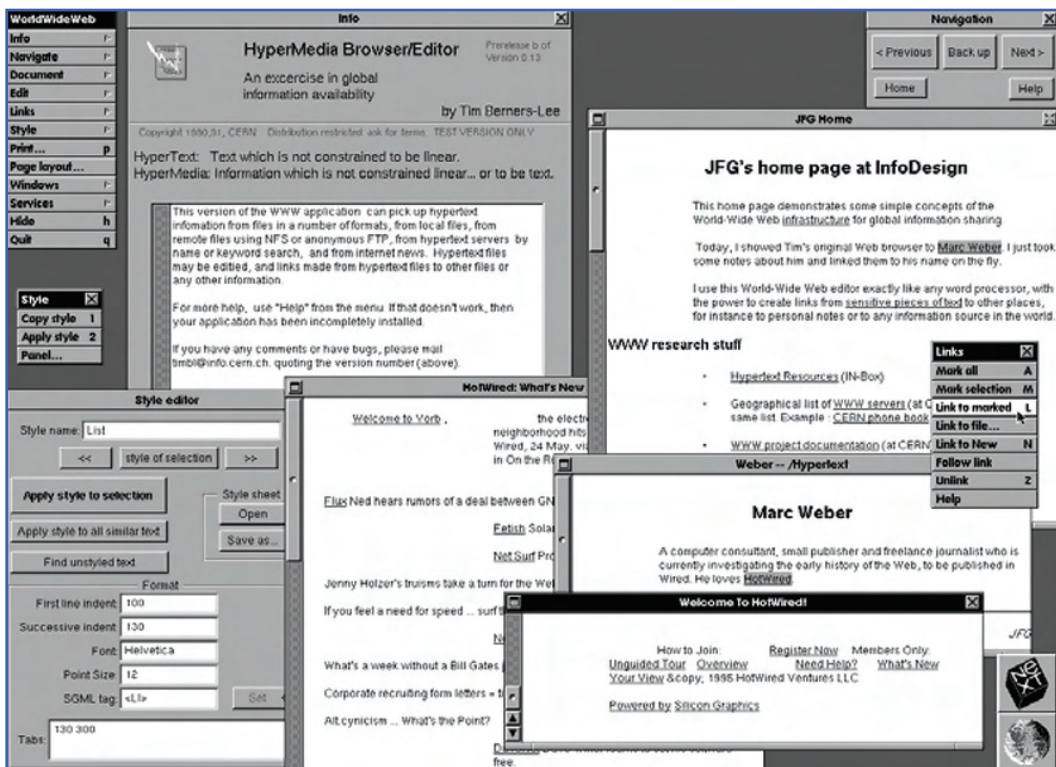 WorldWideWeb
Info
Navigate
Document
Edit
Links
Style
Print... p
Page layout...
Windows
Services
Hide h
Quit q
Style
Copy style 1
Apply style 2
Panel...
Info
HyperMedia Browser/Editor
An excercise in global
information availability
Prerelease b of
Version 0.13
by Tim Berners-Lee
Copyright 1990,91, CERN Distribution restricted: ask for terms. TEST VERSION ONLY
HyperText: Text which is not constrained to be linear.
HyperMedia: Information which is not constrained linear... or to be text.
This version of the WWW application can pick up hypertext
infomation from files in a number of formats, from local files, from
remote files using NFS or anonymous FTP, from hypertext servers by
name or keyword search, and from internet news. Hypertext files
may be editied, and links made from hypertext files to other files or
any other information.
For more help, use "Help" from the menu. If that doesn't work, then
your application has been incompletely installed.
If you have any comments or have bugs, please mail
timbl@info.cern.ch. quoting the version number (above).
Navigation
< Previous Back up Next >
Home Help
JFG Home
JFG's home page at InfoDesign
This home page demonstrates some simple concepts of the
World-Wide Web infrastructure for global information sharing.
Today, I showed Tim's original Web browser to Marc Weber. I just took
some notes about him and linked them to his name on the fly.
I use this World-Wide Web editor exactly like any word processor, with
the power to create links from sensitive pieces of text to other places,
for instance to personal notes or to any information source in the world.
WWW research stuff
• Hypertext Resources (IN-Box)
• Geographical list of WWW servers (at C
same list. Example : CERN phone book
• WWW project documentation (at CERN
Links
Mark all A
Mark selection M
Link to marked L
Link to file...
Link to New N
Follow link
Unlink Z
Help
Style editor
Style name: List
<< style of selection >>
Apply style to selection
Apply style to all similar text
Find unstyled text
Style sheet
Open
Save as...
Format
First line indent: 100
Successive indent: 130
Font: Helvetica
Point Size: 12
SGML tag: <LI>
Set
Tabs: 130 300
HotWired: What's New
Welcome to Yorb , the electro
neighborhood hits
Wired, 24 May. via
in On the R
Flux Ned hears rumors of a deal between GN
Fetish Solar
Net Surf Pro
Jenny Holzer's truisms take a turn for the Wel
If you feel a need for speed ... surf t
What's a week without a Bill Gates
Corporate recruiting form letters = t
Alt.cynicism ... What's the Point?
free.
Weber -- /Hypertext
Marc Weber
A computer consultant, small publisher and freelance journalist who is
currently investigating the early history of the Web, to be published in
Wired. He loves HotWired.
JFG
Welcome To HotWired!
How to Join: Register Now Members Only:
Unguided Tour Overview Need Help? What's New
Your View &copy; 1995 HotWired Ventures LLC
Powered by Silicon Graphics
NeXT